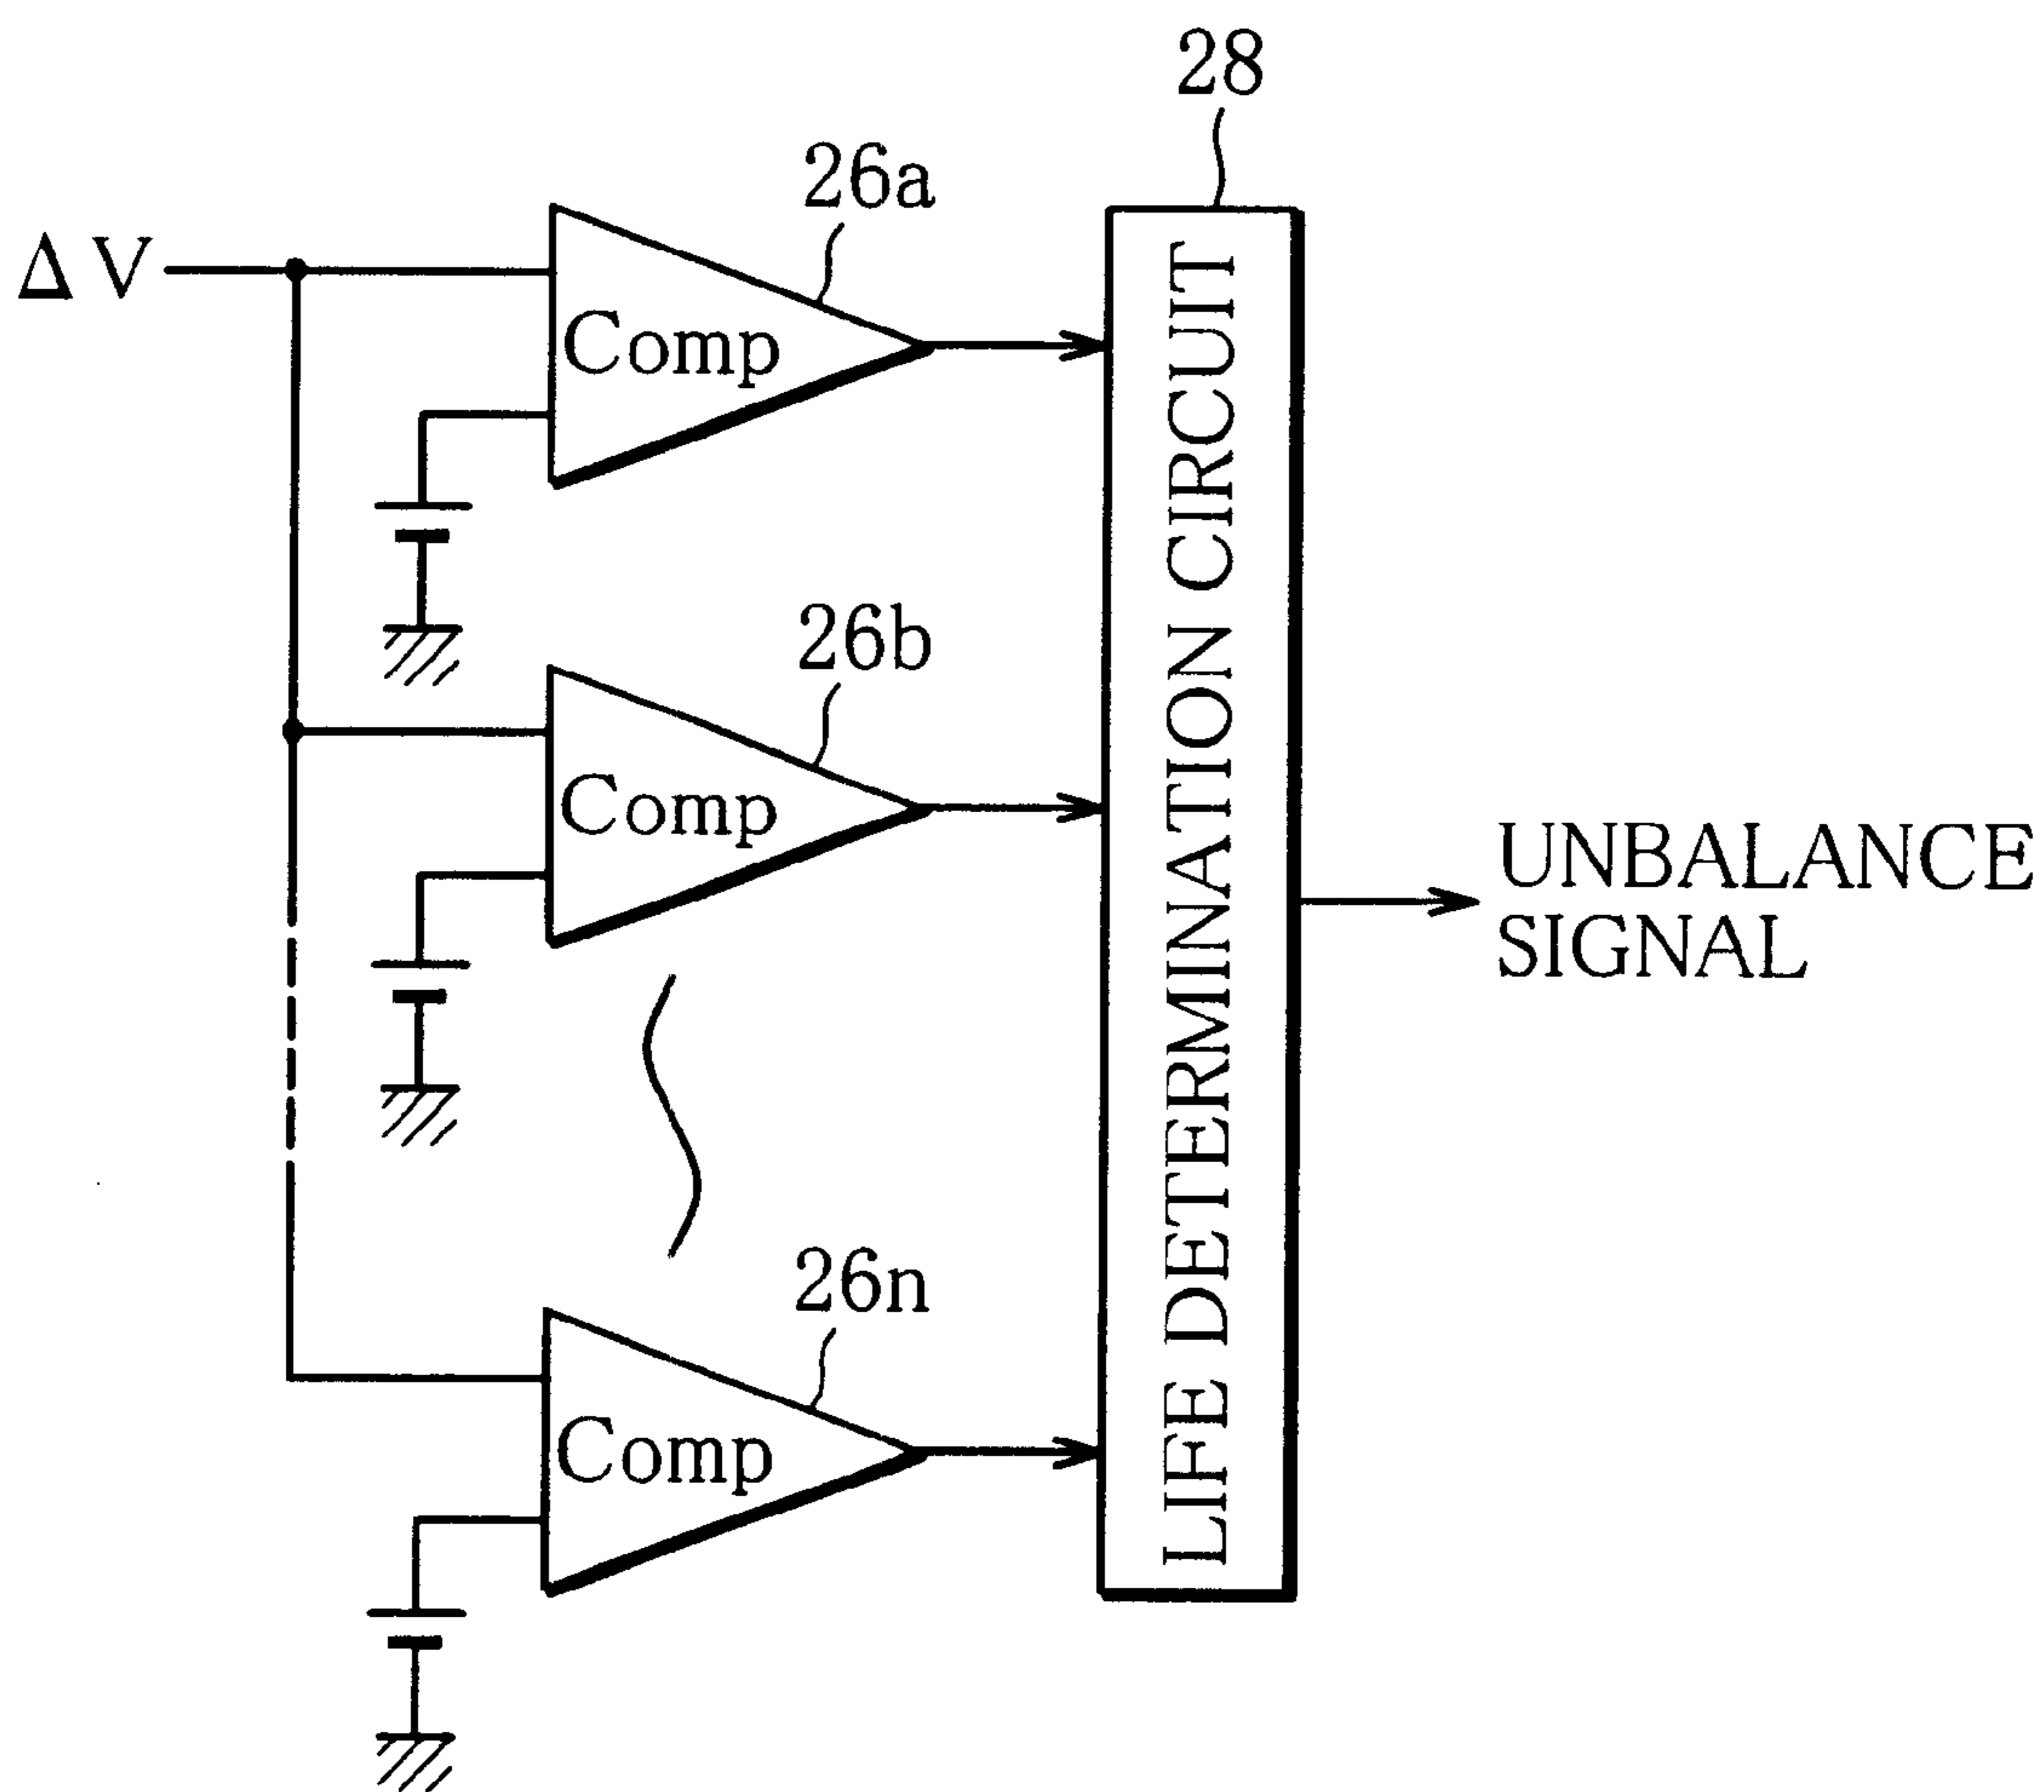 28
26a
ΔV
Comp
26b
Comp
LIFE DETERMINATION CIRCUIT
UNBALANCE
SIGNAL
26n
Comp